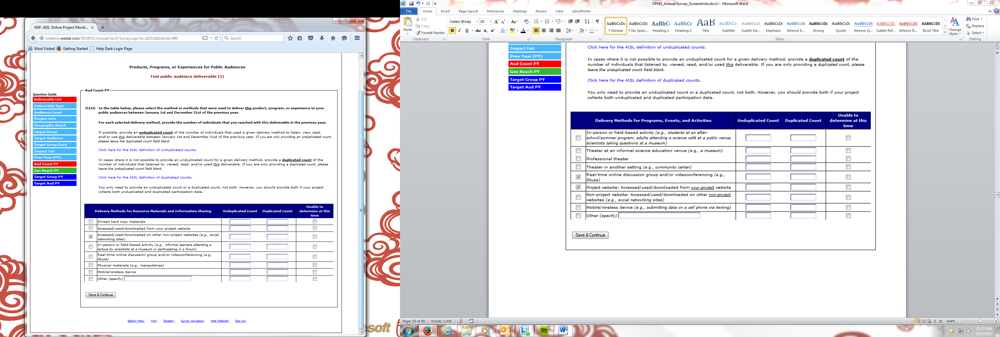 NSF: AISL Online Project Monit...
isedemo.westat.com/SOURCE/Annual/SecD/Survey.aspx?q=qD21d&DelivId=980
Search
Most Visited
Getting Started
Help Desk Login Page
Products, Programs, or Experiences for Public Audiences
Test public audeince deliverable (2)
Question Guide
Deliverable List
Deliverable Type
Audience Count
Project Info
Geographic Reach
Target Group
Target Audience
Target Group Data
Impact List
Prev Year (PY)
Aud Count PY
Geo Reach PY
Target Group PY
Target Aud PY
Aud Count PY
D21d. In the table below, please select the method or methods that were used to deliver this product, program, or experience to your
public audiences between January 1st and December 31st of the previous year.
For each selected delivery method, provide the number of individuals that you reached with this deliverable in the previous year.
If possible, provide an unduplicated count of the number of individuals that used a given delivery method to listen, view, read,
and/or use this deliverable between January 1st and December 31st of the previous year. If you are only providing an unduplicated count,
please leave the duplicated count field blank.
Click here for the AISL definition of unduplicated counts.
In cases where it is not possible to provide an unduplicated count for a given delivery method, provide a duplicated count of the
number of individuals that listened to, viewed, read, and/or used this deliverable. If you are only providing a duplicated count, please
leave the unduplicated count field blank.
Click here for the AISL definition of duplicated counts.
You only need to provide an unduplicated count or a duplicated count, not both. However, you should provide both if your project
collects both unduplicated and duplicated participation data.
Delivery Methods for Resource Materials and Information Sharing
Unduplicated Count
Duplicated Count
Unable to
determine at this
time
Printed hard copy materials
Accessed/used/downloaded from your project website
Accessed/used/downloaded on other non-project websites (e.g., social
networking sites)
In-person or field-based activity (e.g., informal learners attending a
lecture by scientists at a museum or participating in a forum)
Real-time online discussion group and/or videoconferencing (e.g.,
Skype)
Physical materials (e.g., manipulatives)
Mobile/wireless device
Other (specify)
Save & Continue
Section Menu
Print
Glossary
Survey Navigation
Help Materials
Sign out
soft
OPMS_Annual Survey_Screenshots.docx - Microsoft Word
File
Home
Insert
Page Layout
References
Mailings
Review
View
eDocPrinter
Paste
Cut
Copy
Format Painter
Clipboard
Calibri (Body)
18
Font
Paragraph
AaBbCcDc AaBbCcDc AaBbC AaBbCc AaB AaBbCc. AaBbCcDc AaBbCcDc AaBbCcDc AaBbCcDc AaBbCcDc AaBbCcDc AaBbCcDc AaBbCcDc AaBbCcDc
¶ Normal
¶ No Spaci...
Heading 1
Heading 2
Title
Subtitle
Subtle Em...
Emphasis
Intense E...
Strong
Quote
Intense Q...
Subtle Ref...
Intense R...
Book Title
Styles
Change
Styles
Find
Replace
Select
Editing
Impact List
Prev Year (PY)
Aud Count PY
Geo Reach PY
Target Group PY
Target Aud PY
Click here for the AISL definition of unduplicated counts.
In cases where it is not possible to provide an unduplicated count for a given delivery method, provide a duplicated count of the
number of individuals that listened to, viewed, read, and/or used this deliverable. If you are only providing a duplicated count, please
leave the unduplicated count field blank.
Click here for the AISL definition of duplicated counts.
You only need to provide an unduplicated count or a duplicated count, not both. However, you should provide both if your project
collects both unduplicated and duplicated participation data.
Delivery Methods for Programs, Events, and Activities
Unduplicated Count
Duplicated Count
Unable to
determine at this
time
In-person or field-based activity (e.g., students at an after-
school/summer program, adults attending a science café at a public venue,
scientists taking questions at a museum)
Theater at an informal science education venue (e.g., a museum)
Professional theater
Theater in another setting (e.g., community center)
Real-time online discussion group and/or videoconferencing (e.g.,
Skype)
Project website: Accessed/used/downloaded from your project website
Non-project website: Accessed/used/downloaded on other non-project
websites (e.g., social networking sites)
Mobile/wireless device (e.g., submitting data on a cell phone via texting)
Other (specify)
Save & Continue
Page: 53 of 90
Words: 1,445
164%
11:33 AM
6/12/2015